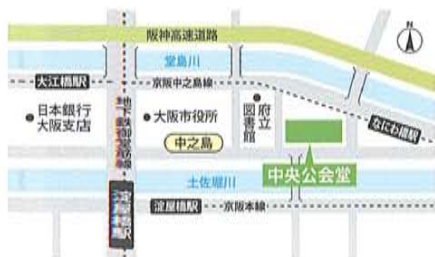 N
阪神高速道路
堂島川
大江橋駅
京阪中之島線
なにわ橋駅
日本銀行
大阪支店
地下鉄御堂筋線
大阪市役所
府立
図書館
中之島
中央公会堂
土佐堀川
淀屋橋駅
淀屋橋駅
京阪本線